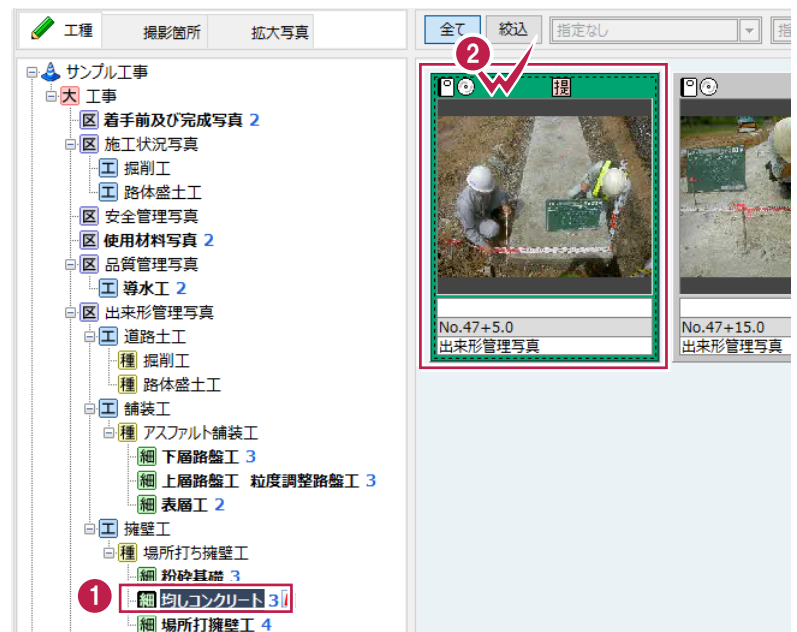 工種 撮影箇所 拡大写真
全て 絞込 指定なし 指
サンプル工事
大 工事
区 着手前及び完成写真 2
区 施工状況写真
工 掘削工
工 路体盛土工
区 安全管理写真
区 使用材料写真 2
区 品質管理写真
工 導水工 2
区 出来形管理写真
工 道路土工
種 掘削工
種 路体盛土工
工 舗装工
種 アスファルト舗装工
細 下層路盤工 3
細 上層路盤工 粒度調整路盤工 3
細 表層工 2
工 擁壁工
種 場所打ち擁壁工
細 粉砕基礎 3
1 細 均しコンクリート 3
細 場所打擁壁工 4
2
P 提
No.47+5.0
出来形管理写真
P
No.47+15.0
出来形管理写真